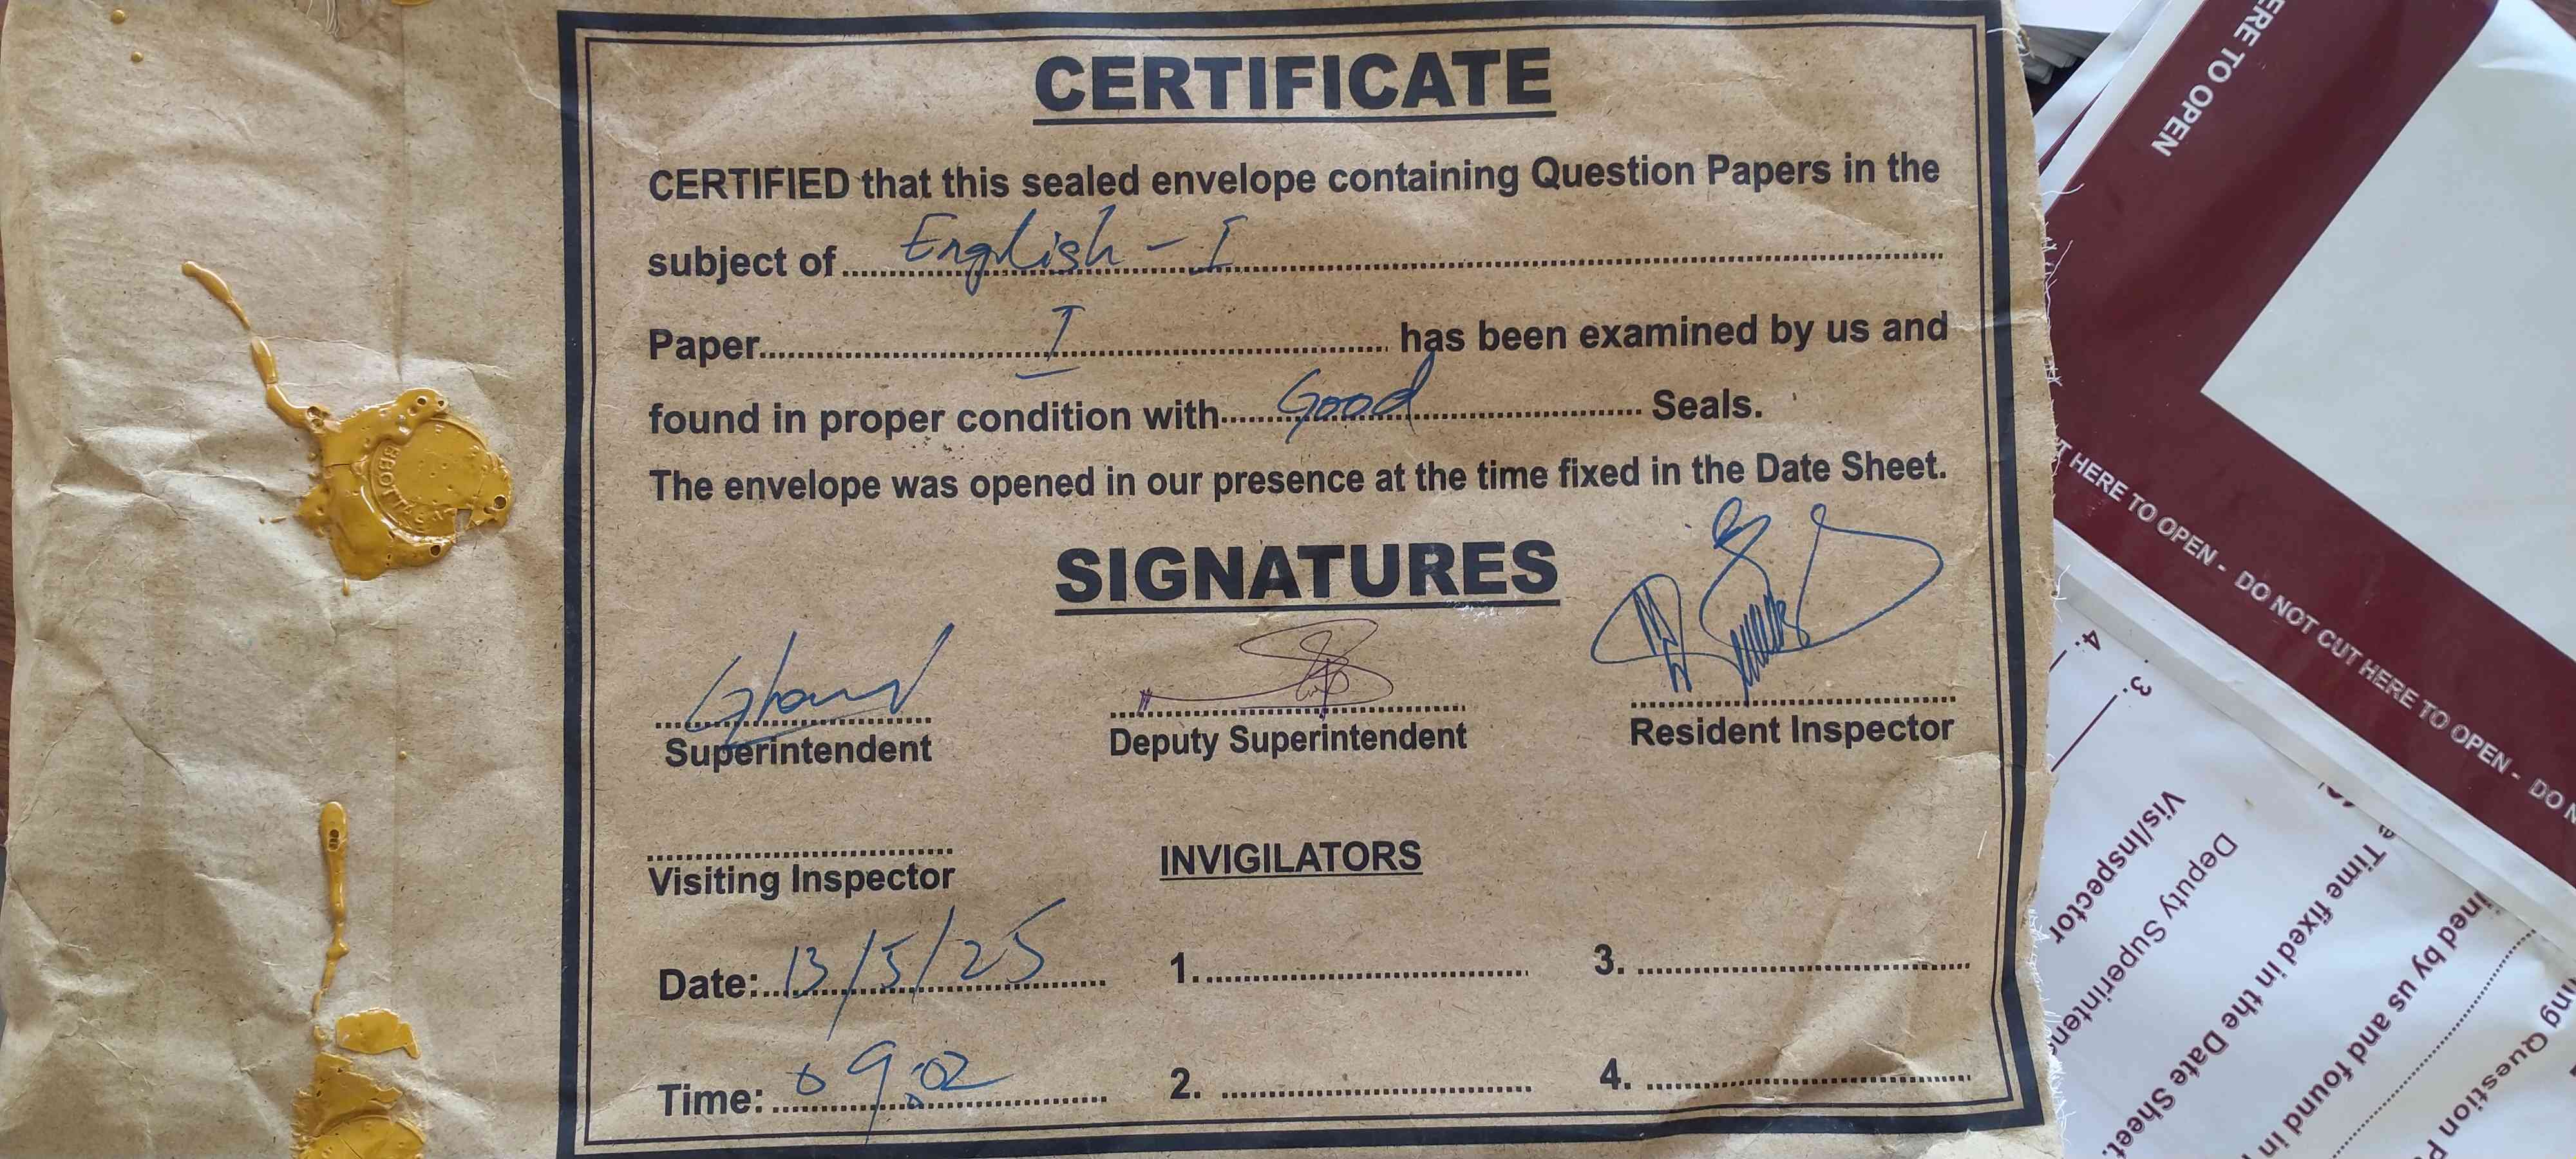 CERTIFICATE
CERTIFIED that this sealed envelope containing Question Papers in the
subject of English - I
Paper I has been examined by us and
found in proper condition with Good Seals.
The envelope was opened in our presence at the time fixed in the Date Sheet.
SIGNATURES
Superintendent Deputy Superintendent Resident Inspector
Visiting Inspector INVIGILATORS
Date: 13/5/25 1. 3.
Time: 09:02 2. 4.
ERE TO OPEN
HERE TO OPEN - DO NOT CUT HERE TO OPEN - DO
4.
3.
Vis/Inspector
Deputy Superinten
e Time fixed in the Date Sheet.
ined by us and found in
ing Question P